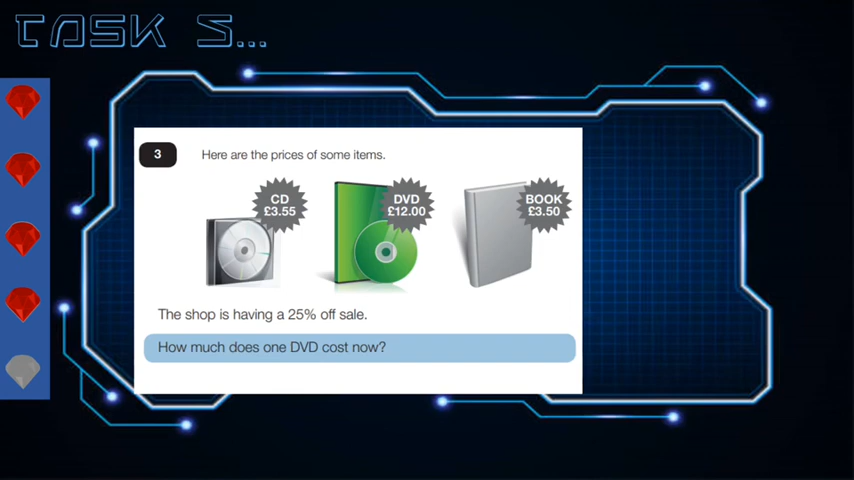 TASK 5...
3
Here are the prices of some items.
CD
£3.55
DVD
£12.00
BOOK
£3.50
The shop is having a 25% off sale.
How much does one DVD cost now?